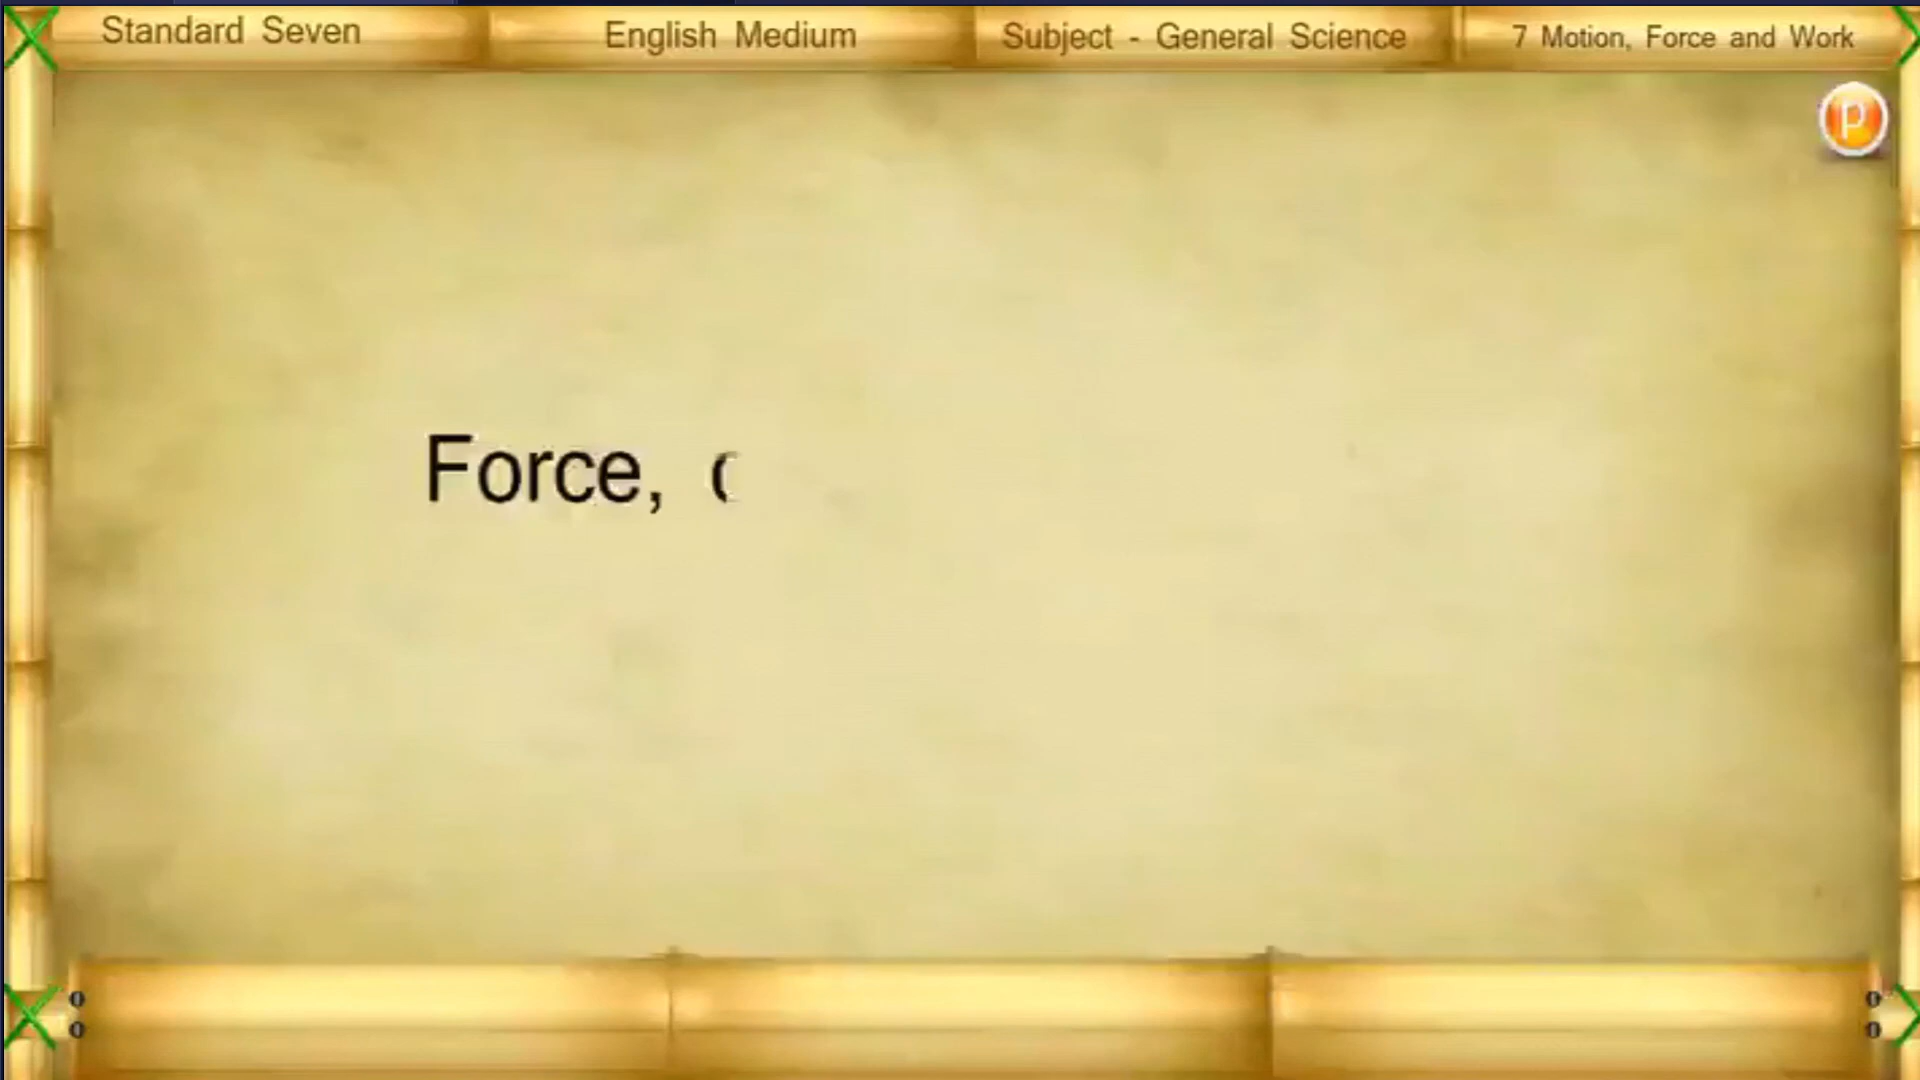 Standard Seven
English Medium
Subject - General Science
7 Motion, Force and Work
P
Force,